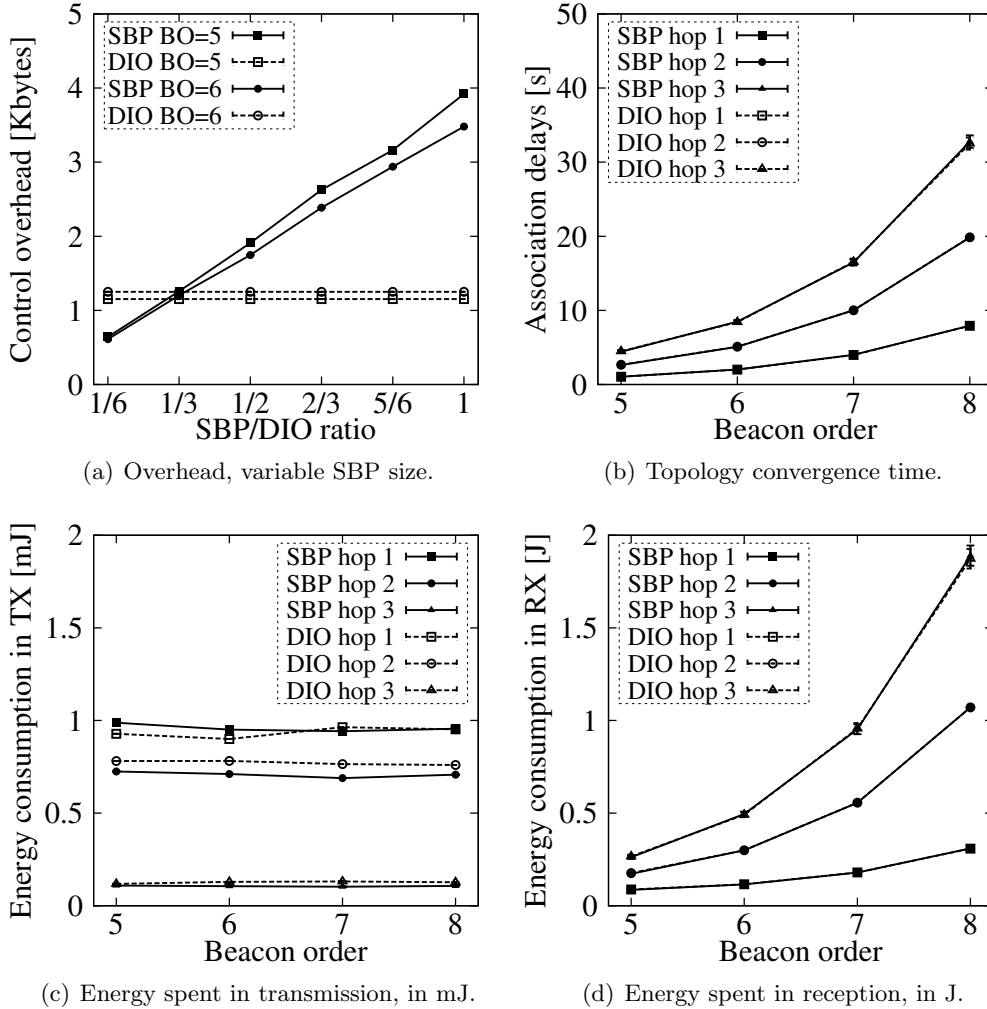 Control overhead [Kbytes]
5
4
3
2
1
0
SBP BO=5
DIO BO=5
SBP BO=6
DIO BO=6
1/6 1/3 1/2 2/3 5/6 1
SBP/DIO ratio
(a) Overhead, variable SBP size.
Association delays [s]
50
40
30
20
10
0
SBP hop 1
SBP hop 2
SBP hop 3
DIO hop 1
DIO hop 2
DIO hop 3
5 6 7 8
Beacon order
(b) Topology convergence time.
Energy consumption in TX [mJ]
2
1.5
1
0.5
0
SBP hop 1
SBP hop 2
SBP hop 3
DIO hop 1
DIO hop 2
DIO hop 3
5 6 7 8
Beacon order
(c) Energy spent in transmission, in mJ.
Energy consumption in RX [J]
2
1.5
1
0.5
0
SBP hop 1
SBP hop 2
SBP hop 3
DIO hop 1
DIO hop 2
DIO hop 3
5 6 7 8
Beacon order
(d) Energy spent in reception, in J.